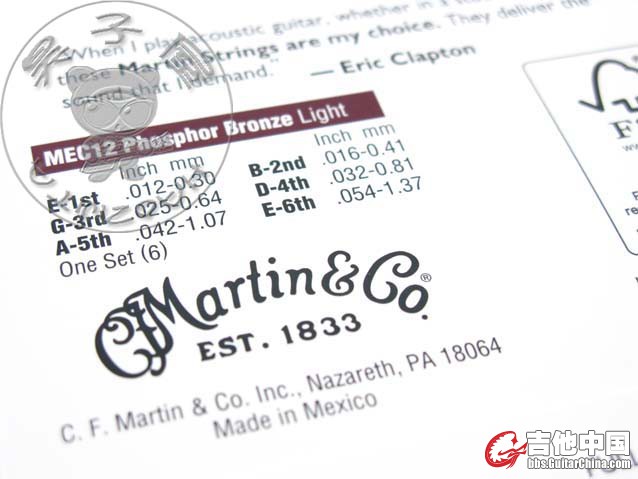 When I play acoustic guitar, whether in a
these Martin Strings are my choice. They deliver the
sound that I demand." — Eric Clapton
MEC12 Phosphor Bronze Light
Inch mm Inch mm
E-1st .012-0.30 B-2nd .016-0.41
G-3rd .025-0.64 D-4th .032-0.81
A-5th .042-1.07 E-6th .054-1.37
One Set (6)
CF Martin & Co.®
EST. 1833
C. F. Martin & Co. Inc., Nazareth, PA 18064
Made in Mexico
吉他中国
bbs.GuitarChina.com